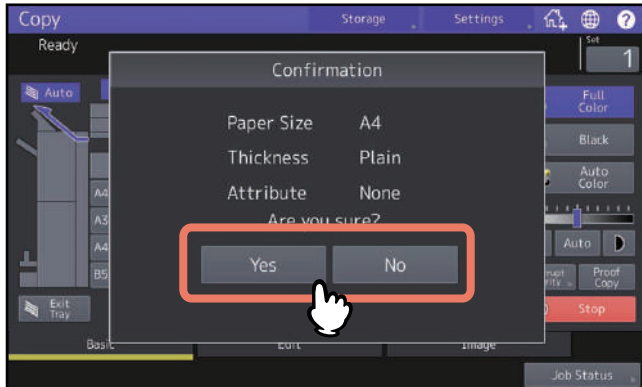 Copy
Storage
Settings
?
Ready
Set
1
Auto
Confirmation
Paper Size A4
Thickness Plain
Attribute None
Are you sure?
Yes No
A4
A3
A4
B5
Full
Color
Black
Auto
Color
Auto
Proof
Copy
Exit
Tray
Stop
Basic
Edit
Image
Job Status